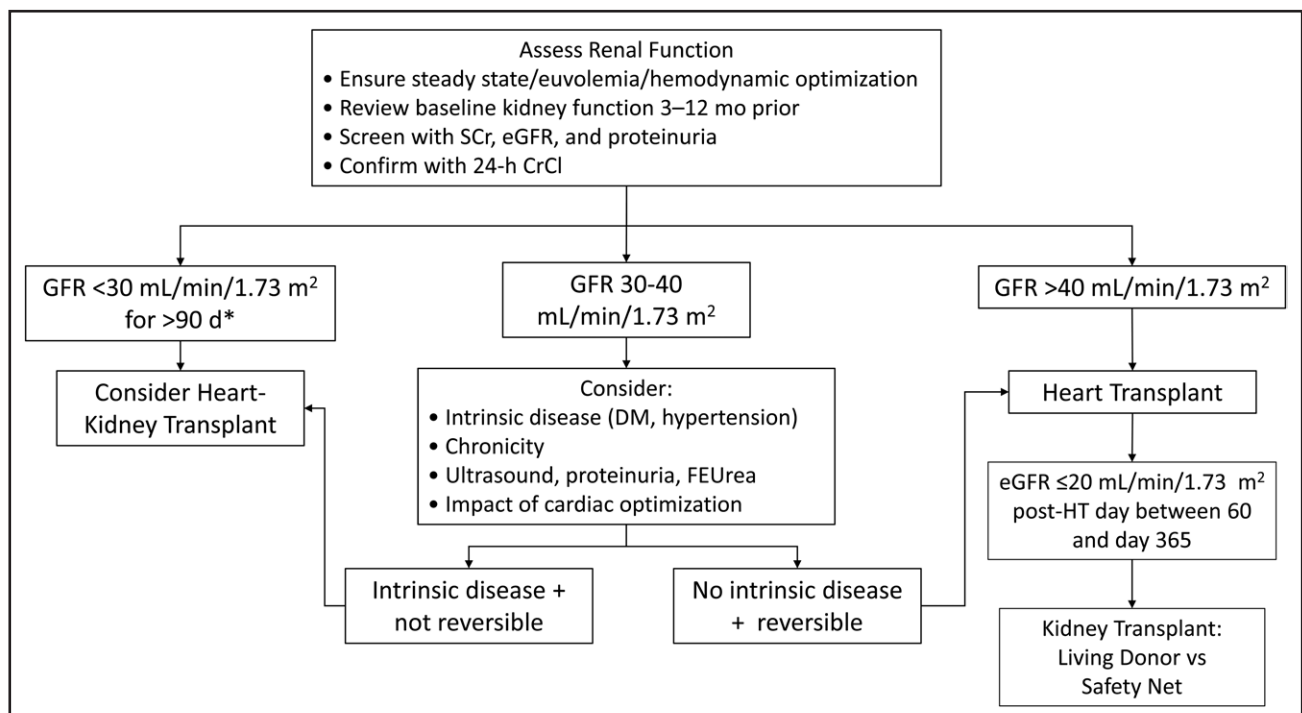 Assess Renal Function
• Ensure steady state/euvolemia/hemodynamic optimization
• Review baseline kidney function 3–12 mo prior
• Screen with SCr, eGFR, and proteinuria
• Confirm with 24-h CrCl
GFR <30 mL/min/1.73 m²
for >90 d*
GFR 30-40
mL/min/1.73 m²
GFR >40 mL/min/1.73 m²
Consider Heart-
Kidney Transplant
Consider:
• Intrinsic disease (DM, hypertension)
• Chronicity
• Ultrasound, proteinuria, FEUrea
• Impact of cardiac optimization
Heart Transplant
eGFR ≤20 mL/min/1.73 m²
post-HT day between 60
and day 365
Intrinsic disease +
not reversible
No intrinsic disease
+ reversible
Kidney Transplant:
Living Donor vs
Safety Net